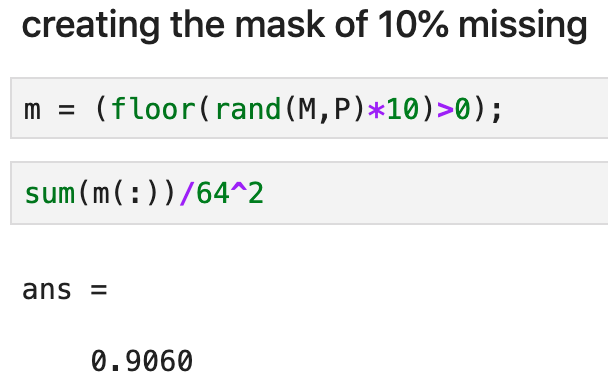 creating the mask of 10% missing
m = (floor(rand(M,P)*10)>0);
sum(m(:))/64^2
ans =
0.9060